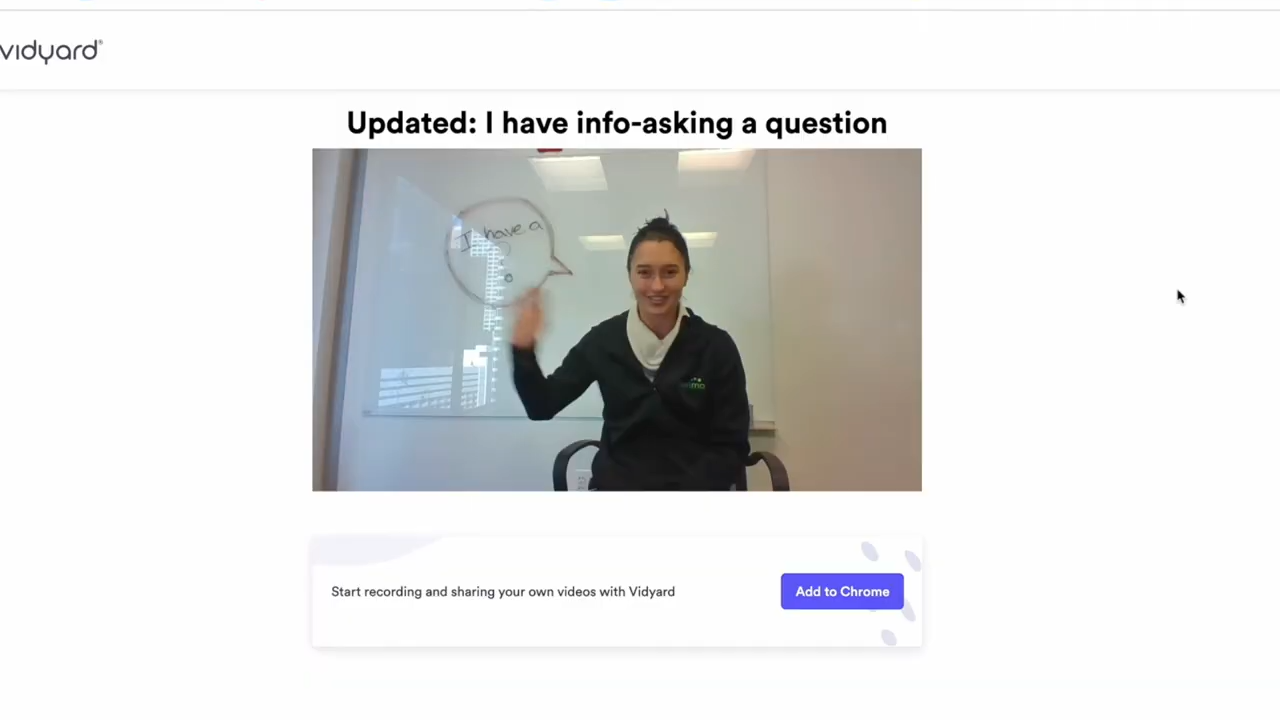 vidyard
Updated: I have info-asking a question
I have a
Start recording and sharing your own videos with Vidyard
Add to Chrome